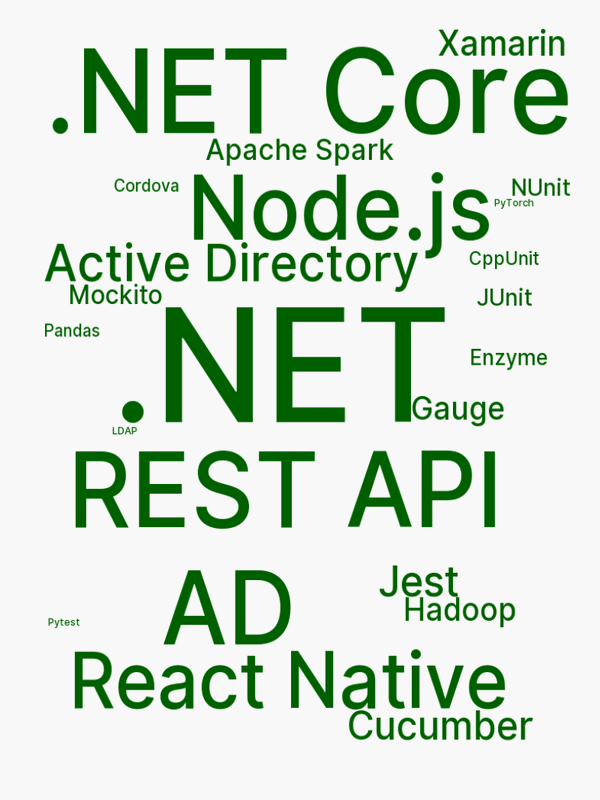 Xamarin
.NET Core
Apache Spark
Cordova
NUnit
PyTorch
Node.js
CppUnit
Active Directory
Mockito
JUnit
Pandas
Enzyme
.NET
Gauge
LDAP
REST API
Jest
AD
Hadoop
Pytest
React Native
Cucumber